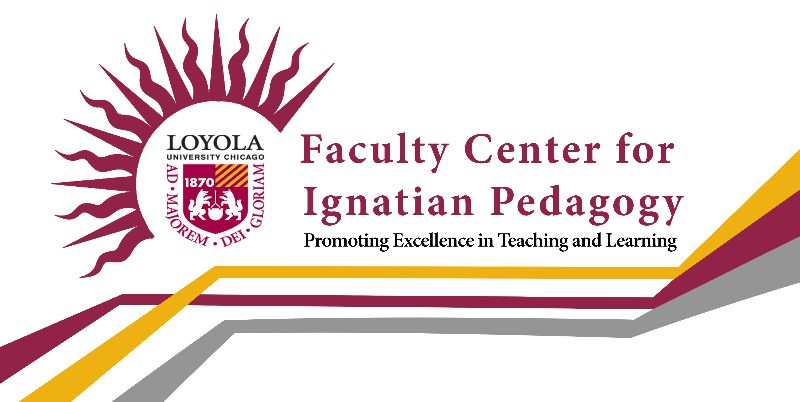 LOYOLA
UNIVERSITY CHICAGO
1870
AD • MAJOREM • DEI • GLORIAM
Faculty Center for
Ignatian Pedagogy
Promoting Excellence in Teaching and Learning